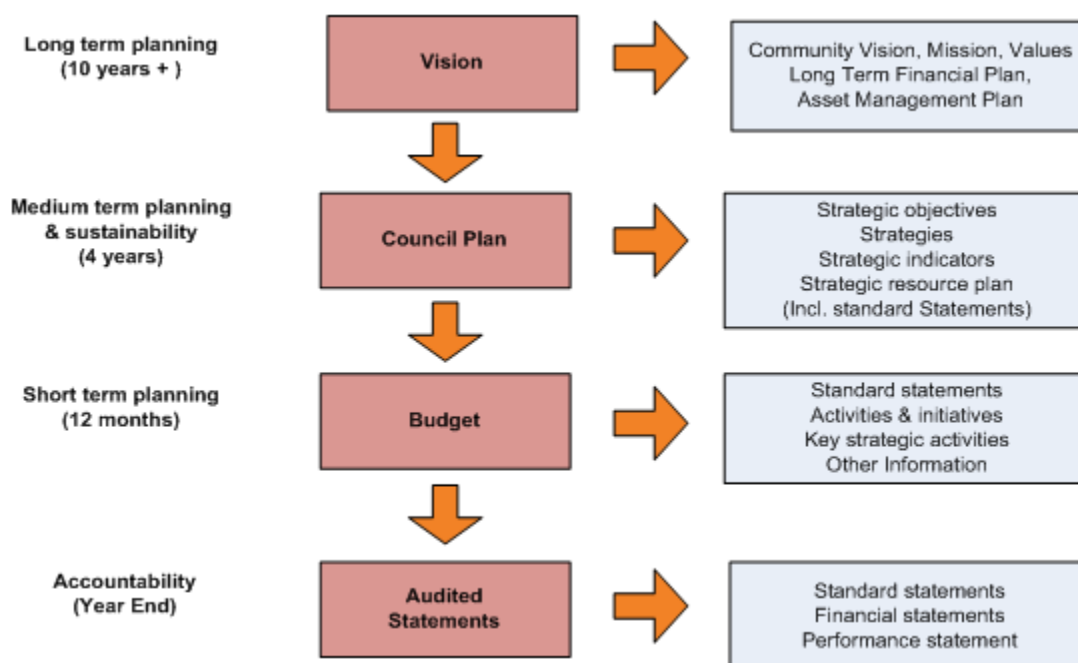 Long term planning
(10 years + )
Vision
Community Vision, Mission, Values
Long Term Financial Plan,
Asset Management Plan
Medium term planning
& sustainability
(4 years)
Council Plan
Strategic objectives
Strategies
Strategic indicators
Strategic resource plan
(Incl. standard Statements)
Short term planning
(12 months)
Budget
Standard statements
Activities & initiatives
Key strategic activities
Other Information
Accountability
(Year End)
Audited
Statements
Standard statements
Financial statements
Performance statement